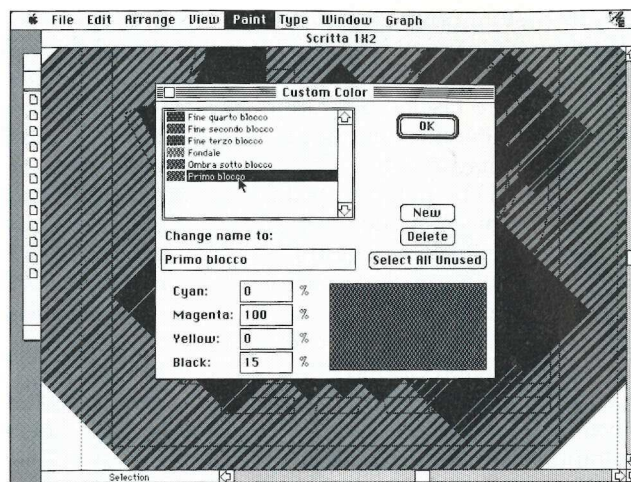 File Edit Arrange View Paint Type Window Graph
Scritta 1X2
Custom Color
Fine quarto blocco
Fine secondo blocco
Fine terzo blocco
Fondale
Ombra sotto blocco
Primo blocco
OK
New
Delete
Select All Unused
Change name to:
Primo blocco
Cyan: 0 %
Magenta: 100 %
Yellow: 0 %
Black: 15 %
Selection